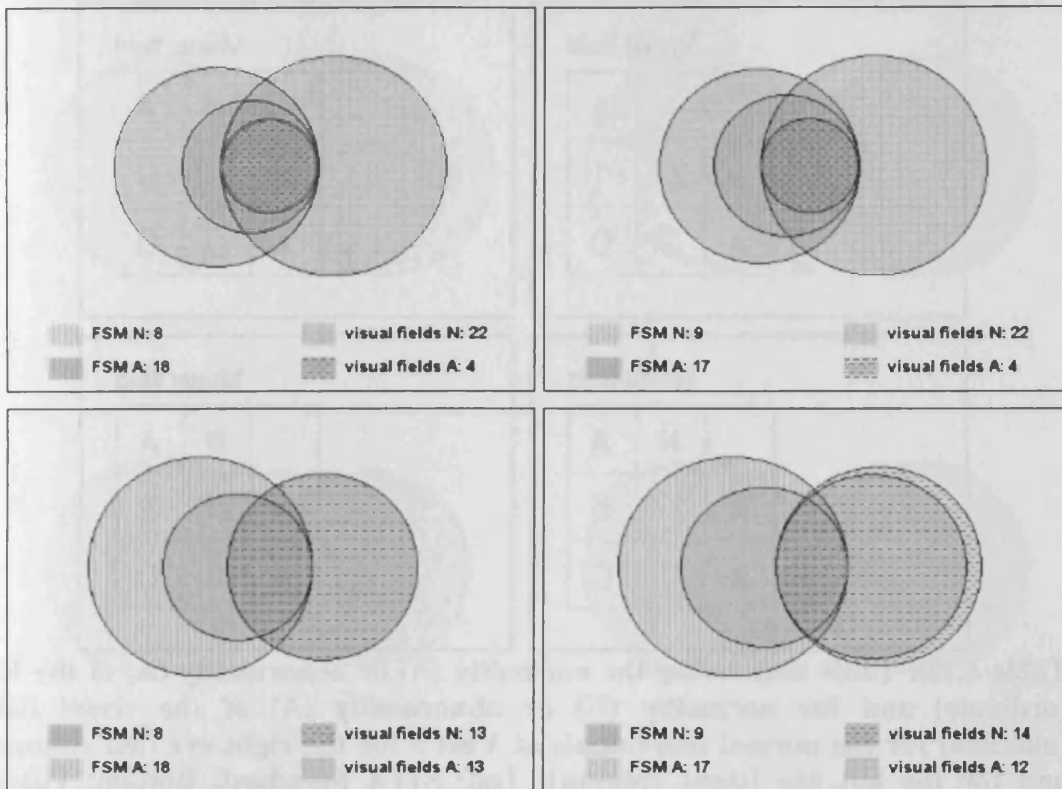 FSM N: 8 visual fields N: 22
FSM A: 18 visual fields A: 4
FSM N: 9 visual fields N: 22
FSM A: 17 visual fields A: 4
FSM N: 8 visual fields N: 13
FSM A: 18 visual fields A: 13
FSM N: 9 visual fields N: 14
FSM A: 17 visual fields A: 12